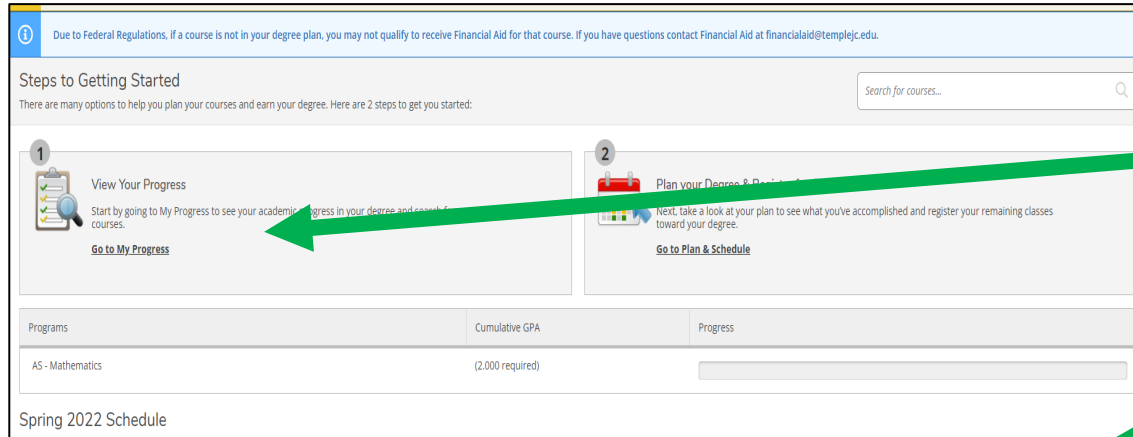 Due to Federal Regulations, if a course is not in your degree plan, you may not qualify to receive Financial Aid for that course. If you have questions contact Financial Aid at financialaid@templejc.edu.
Steps to Getting Started
There are many options to help you plan your courses and earn your degree. Here are 2 steps to get you started:
Search for courses...
1
View Your Progress
Start by going to My Progress to see your academic progress in your degree and search
courses.
Go to My Progress
2
Plan your Degree &
Next, take a look at your plan to see what you've accomplished and register your remaining classes
toward your degree.
Go to Plan & Schedule
Programs Cumulative GPA Progress
AS - Mathematics (2.000 required)
Spring 2022 Schedule